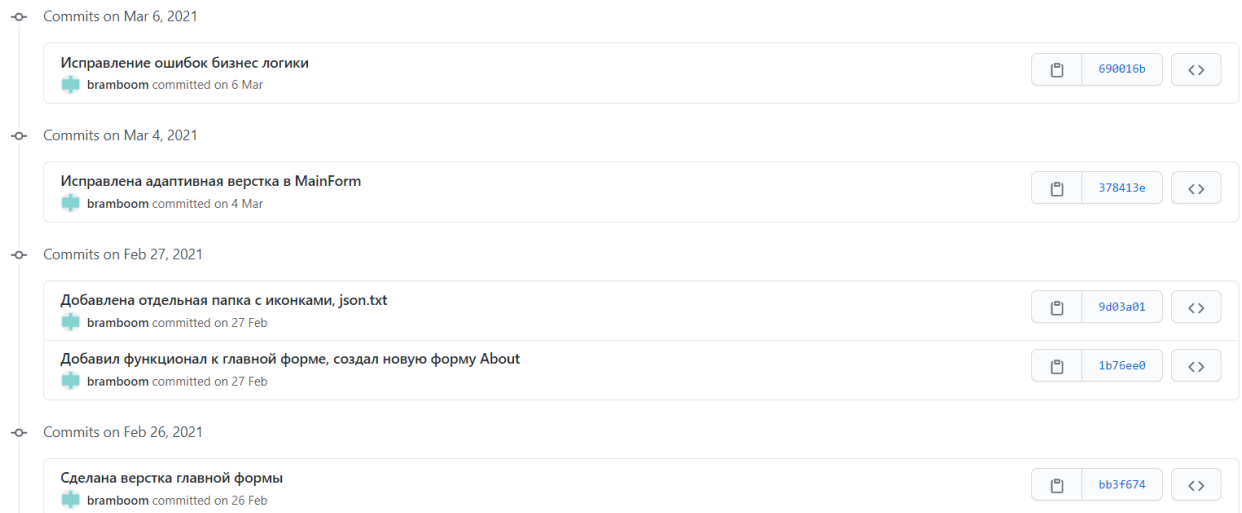 Commits on Mar 6, 2021
Исправление ошибок бизнес логики
690016b
bramboom committed on 6 Mar
Commits on Mar 4, 2021
Исправлена адаптивная верстка в MainForm
378413e
bramboom committed on 4 Mar
Commits on Feb 27, 2021
Добавлена отдельная папка с иконками, json.txt
9d03a01
bramboom committed on 27 Feb
Добавил функционал к главной форме, создал новую форму About
1b76ee0
bramboom committed on 27 Feb
Commits on Feb 26, 2021
Сделана верстка главной формы
bb3f674
bramboom committed on 26 Feb